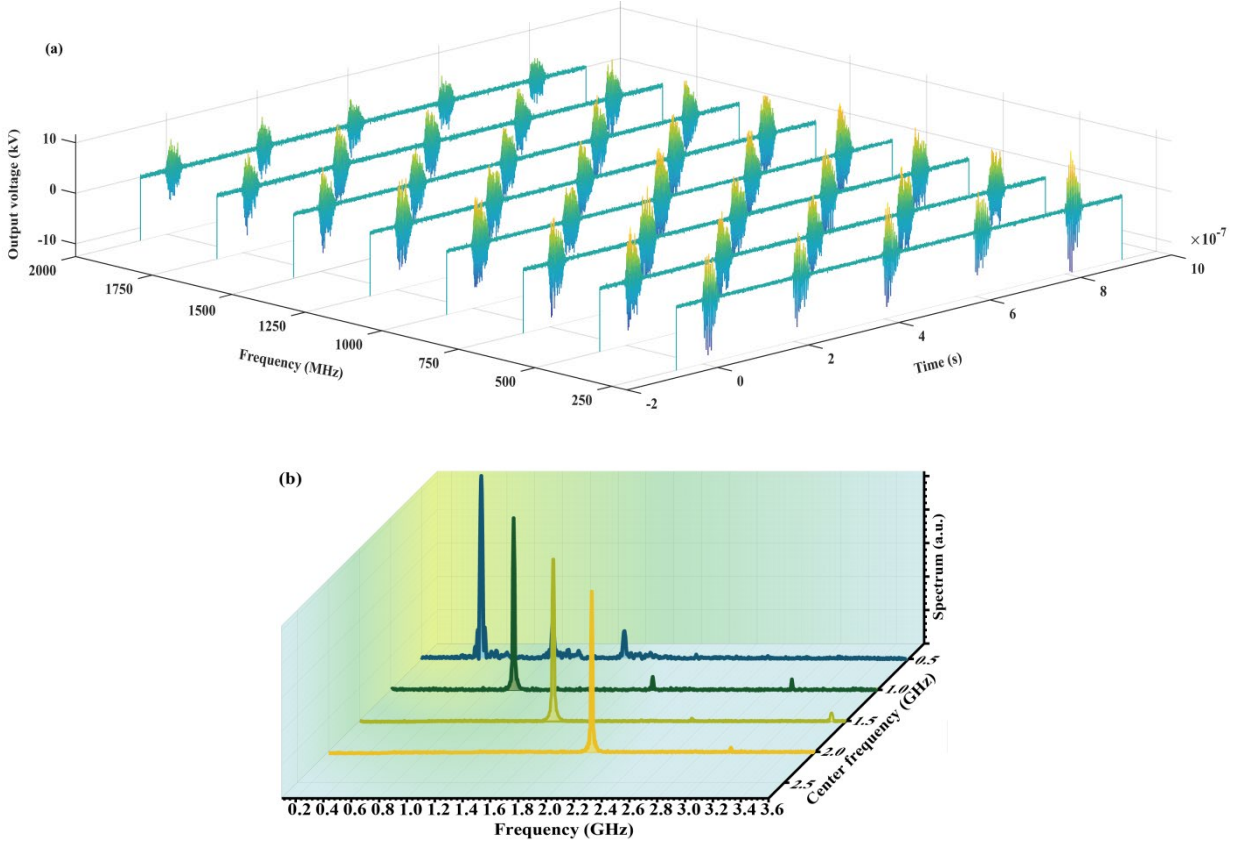 (a)
Output voltage (kV)
10
0
-10
2000
1750
1500
1250
1000
750
500
250
Frequency (MHz)
-2
0
2
4
6
8
10
×10-7
Time (s)
(b)
Spectrum (a.u.)
0.5
1.0
1.5
2.0
2.5
Center frequency (GHz)
0.2 0.4 0.6 0.8 1.0 1.2 1.4 1.6 1.8 2.0 2.2 2.4 2.6 2.8 3.0 3.2 3.4 3.6
Frequency (GHz)